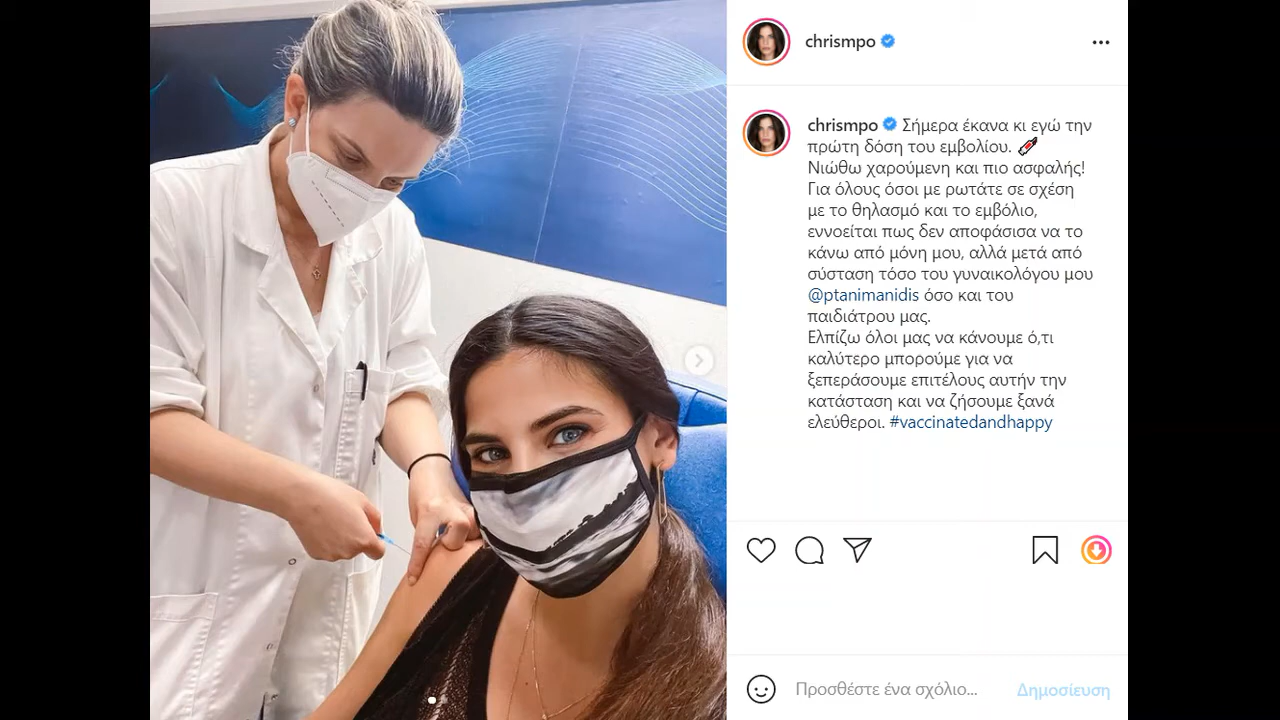 chrismpo
chrismpo Σήμερα έκανα κι εγώ την
πρώτη δόση του εμβολίου.
Νιώθω χαρούμενη και πιο ασφαλής!
Για όλους όσοι με ρωτάτε σε σχέση
με το θηλασμό και το εμβόλιο,
εννοείται πως δεν αποφάσισα να το
κάνω από μόνη μου, αλλά μετά από
σύσταση τόσο του γυναικολόγου μου
@ptanimanidis όσο και του
παιδιάτρου μας.
Ελπίζω όλοι μας να κάνουμε ό,τι
καλύτερο μπορούμε για να
ξεπεράσουμε επιτέλους αυτήν την
κατάσταση και να ζήσουμε ξανά
ελεύθεροι. #vaccinatedandhappy
Προσθέστε ένα σχόλιο...
Δημοσίευση